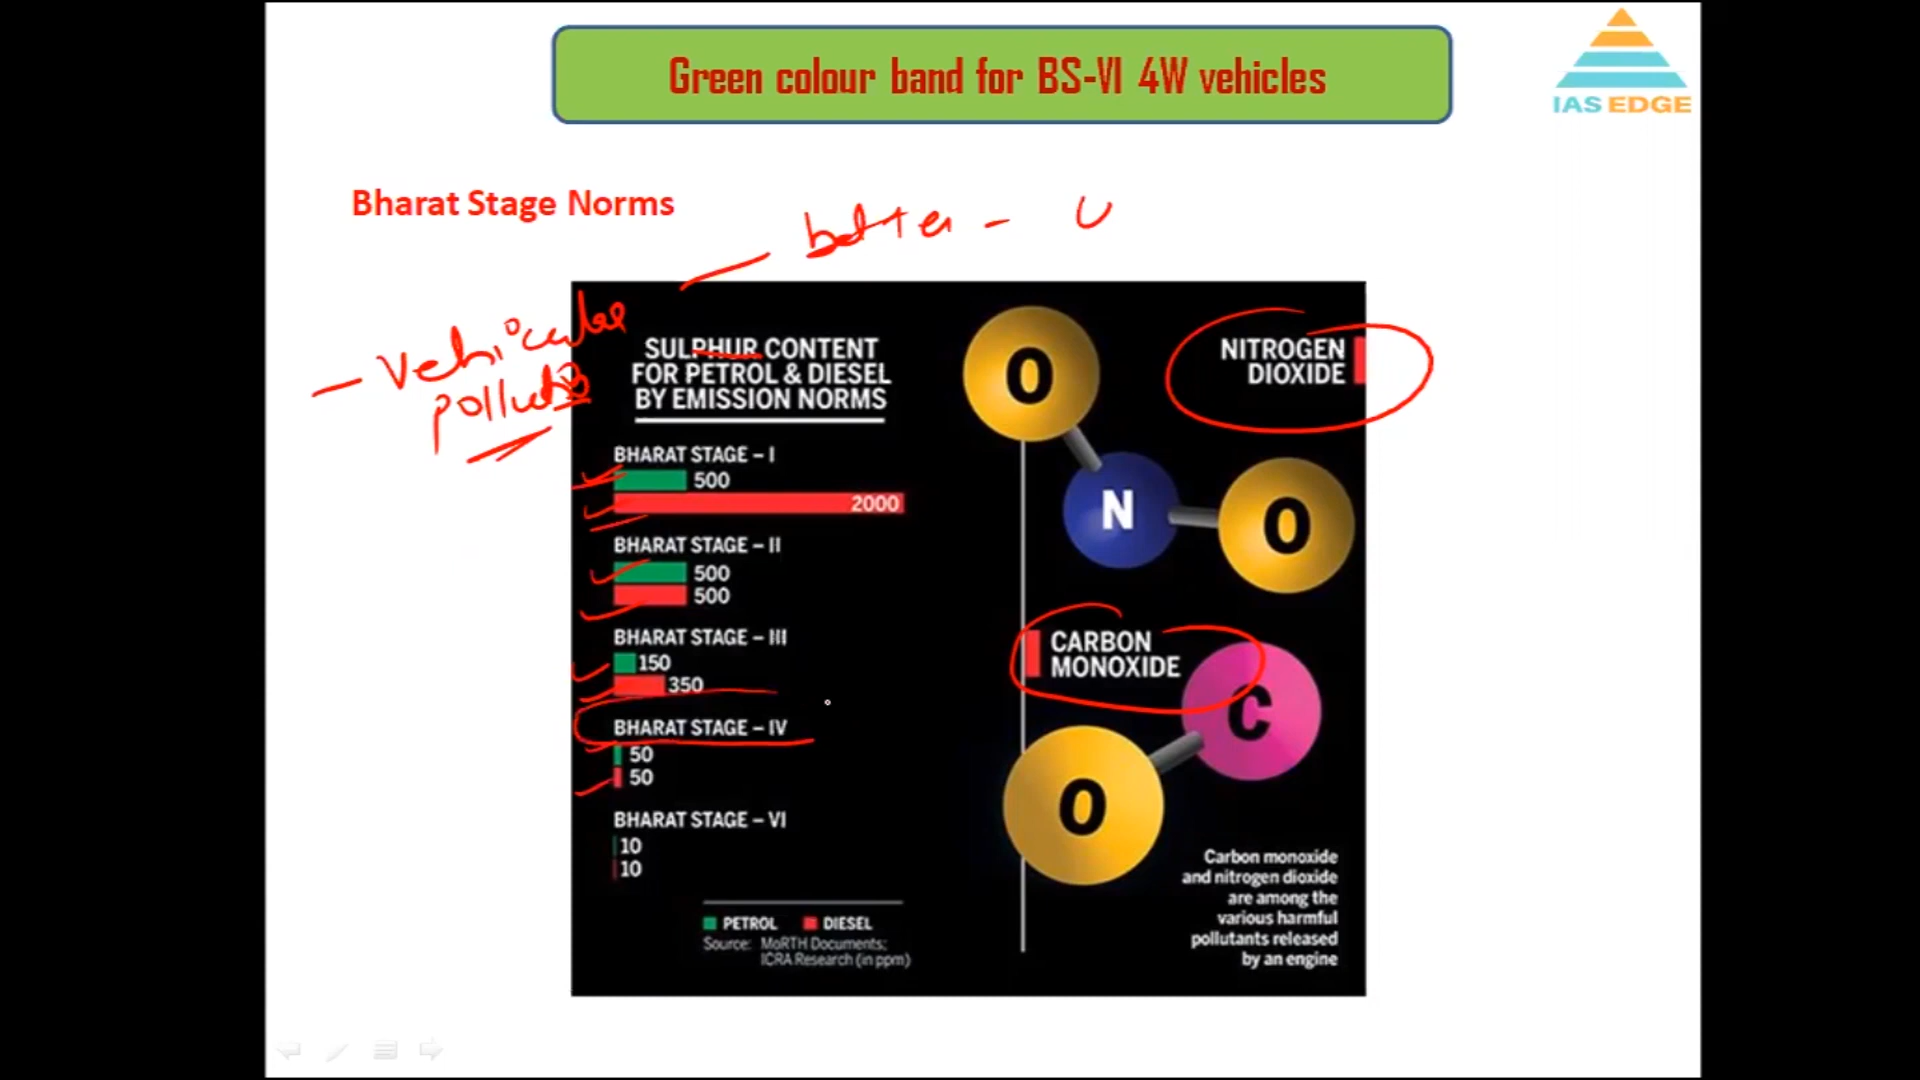 Green colour band for BS-VI 4W vehicles
IAS EDGE
Bharat Stage Norms
SULPHUR CONTENT
FOR PETROL & DIESEL
BY EMISSION NORMS
BHARAT STAGE – I
500
2000
BHARAT STAGE – II
500
500
BHARAT STAGE – III
150
350
BHARAT STAGE – IV
50
50
BHARAT STAGE – VI
10
10
PETROL DIESEL
Source: MoRTH Documents;
ICRA Research (in ppm)
NITROGEN
DIOXIDE
O
N
O
CARBON
MONOXIDE
C
O
Carbon monoxide
and nitrogen dioxide
are among the
various harmful
pollutants released
by an engine